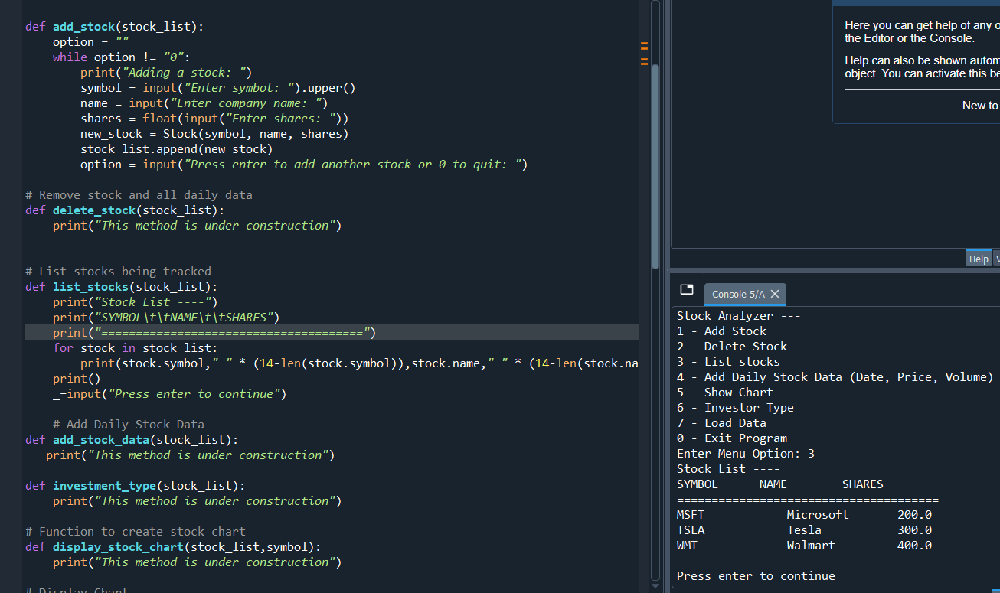 def add_stock(stock_list):
    option = ""
    while option != "0":
        print("Adding a stock: ")
        symbol = input("Enter symbol: ").upper()
        name = input("Enter company name: ")
        shares = float(input("Enter shares: "))
        new_stock = Stock(symbol, name, shares)
        stock_list.append(new_stock)
        option = input("Press enter to add another stock or 0 to quit: ")
# Remove stock and all daily data
def delete_stock(stock_list):
    print("This method is under construction")
# List stocks being tracked
def list_stocks(stock_list):
    print("Stock List ----")
    print("SYMBOL\t\tNAME\t\tSHARES")
    print("======================================")
    for stock in stock_list:
        print(stock.symbol," " * (14-len(stock.symbol)),stock.name," " * (14-len(stock.na
    print()
    _=input("Press enter to continue")
    # Add Daily Stock Data
def add_stock_data(stock_list):
   print("This method is under construction")
def investment_type(stock_list):
    print("This method is under construction")
# Function to create stock chart
def display_stock_chart(stock_list,symbol):
    print("This method is under construction")
# Display Chart
Here you can get help of any o
the Editor or the Console.
Help can also be shown autom
object. You can activate this be
New to
Help
Console 5/A
Stock Analyzer ---
1 - Add Stock
2 - Delete Stock
3 - List stocks
4 - Add Daily Stock Data (Date, Price, Volume)
5 - Show Chart
6 - Investor Type
7 - Load Data
0 - Exit Program
Enter Menu Option: 3
Stock List ----
SYMBOL      NAME        SHARES
======================================
MSFT            Microsoft       200.0
TSLA            Tesla           300.0
WMT             Walmart         400.0
Press enter to continue